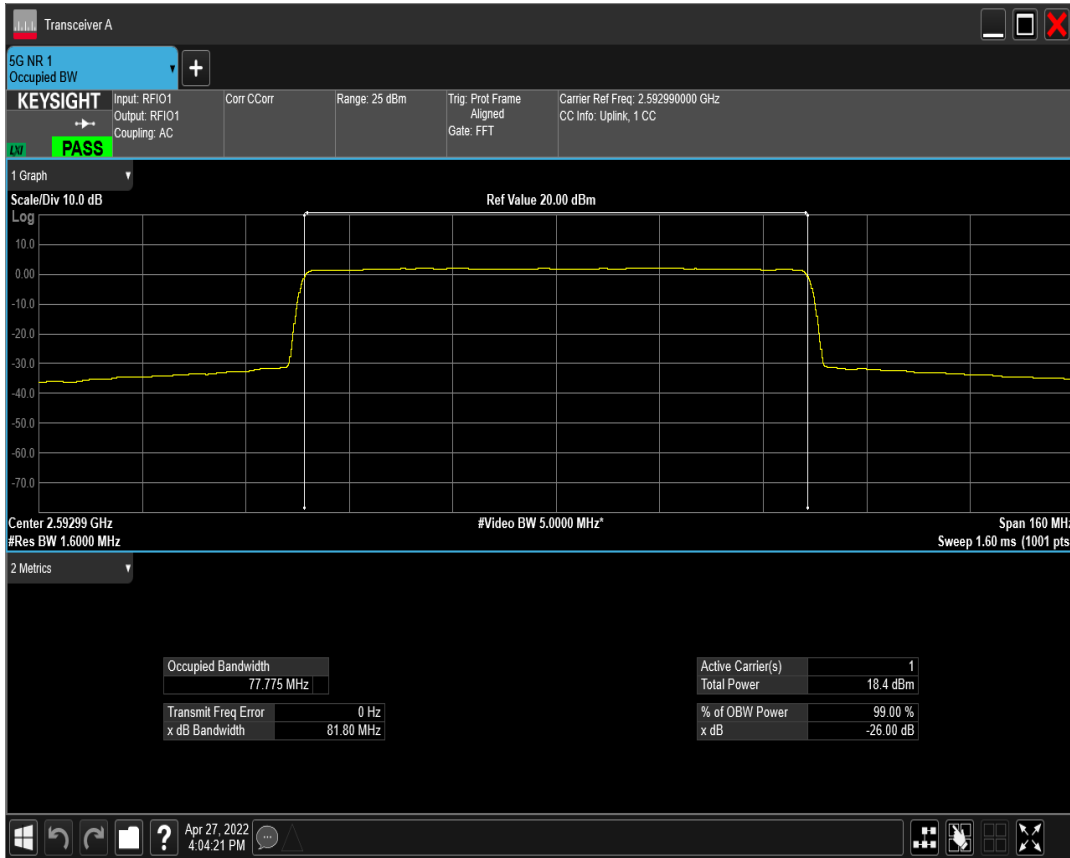 Transceiver A
5G NR 1
Occupied BW
KEYSIGHT
LXI
PASS
Input: RFIO1
Output: RFIO1
Coupling: AC
Corr CCorr
Range: 25 dBm
Trig: Prot Frame
Aligned
Gate: FFT
Carrier Ref Freq: 2.592990000 GHz
CC Info: Uplink, 1 CC
1 Graph
Scale/Div 10.0 dB
Ref Value 20.00 dBm
Log
10.0
0.00
-10.0
-20.0
-30.0
-40.0
-50.0
-60.0
-70.0
Center 2.59299 GHz
#Video BW 5.0000 MHz*
Span 160 MHz
#Res BW 1.6000 MHz
Sweep 1.60 ms (1001 pts
2 Metrics
Occupied Bandwidth
77.775 MHz
Transmit Freq Error 0 Hz
x dB Bandwidth 81.80 MHz
Active Carrier(s) 1
Total Power 18.4 dBm
% of OBW Power 99.00 %
x dB -26.00 dB
?
Apr 27, 2022
4:04:21 PM